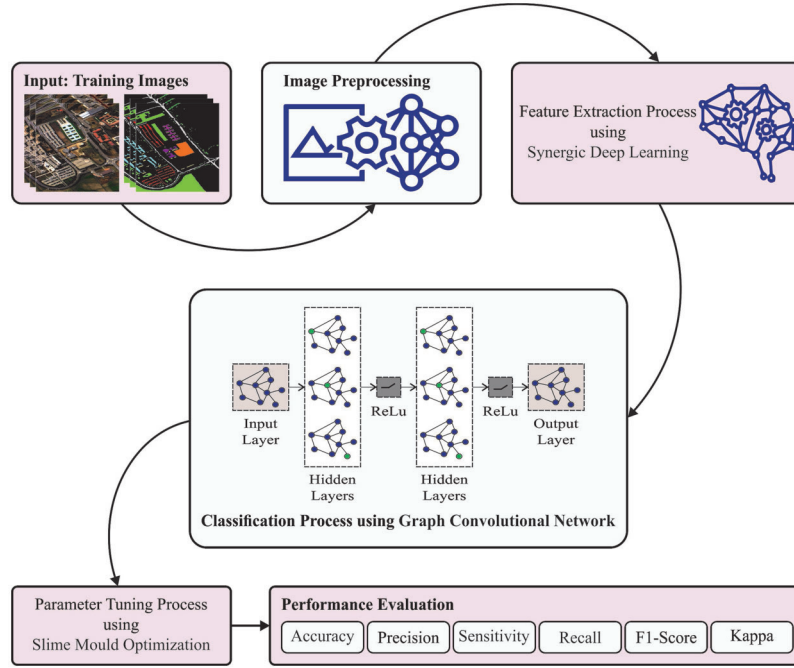 Input: Training Images
Image Preprocessing
Feature Extraction Process
using
Synergic Deep Learning
Input
Layer
Hidden
Layers
ReLu
Hidden
Layers
ReLu
Output
Layer
Classification Process using Graph Convolutional Network
Parameter Tuning Process
using
Slime Mould Optimization
Performance Evaluation
Accuracy
Precision
Sensitivity
Recall
F1-Score
Kappa